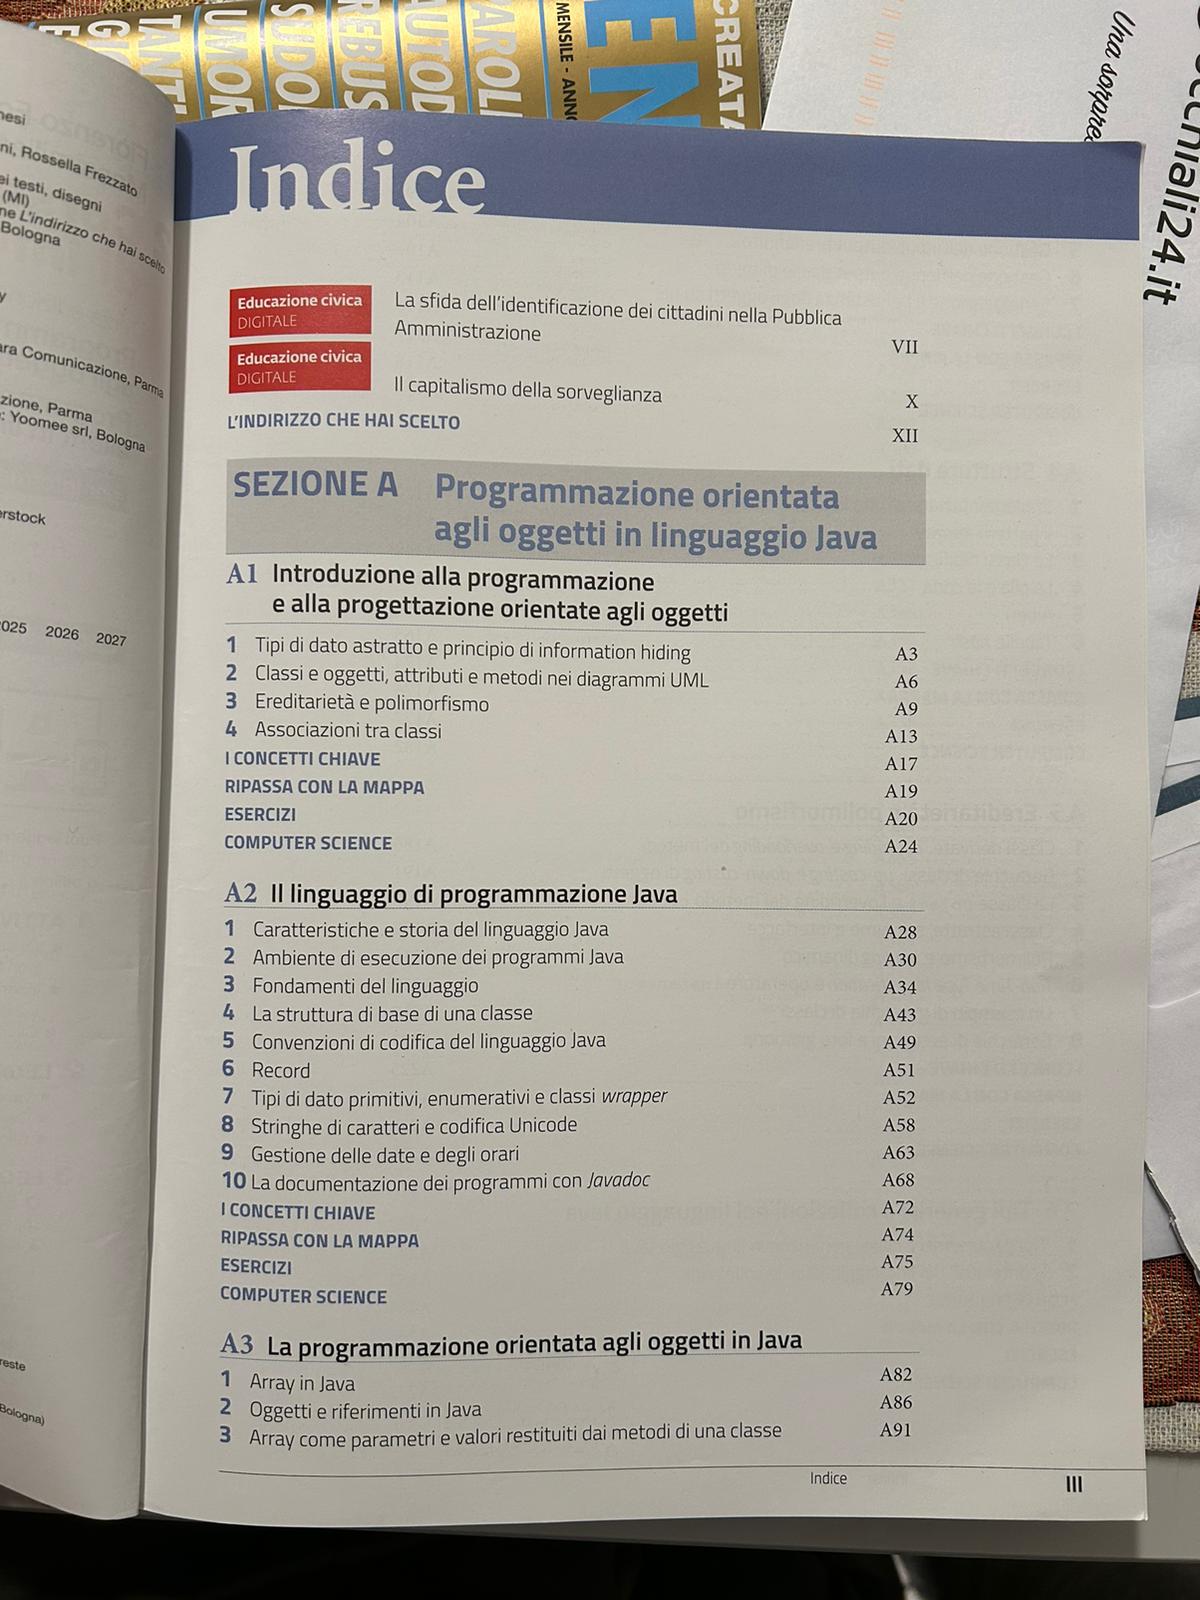 CREATA
EN
MENSILE - ANNO
PAROLI
AUTOD
REBUS
SUDO
UMOR
TANT
Una sorpre
cchiali24.it
nesi
ni, Rossella Frezzato
ei testi, disegni
(MI)
ne L'indirizzo che hai scelto
Bologna
y
ara Comunicazione, Parma
zione, Parma
: Yoomee srl, Bologna
erstock
2025 2026 2027
reste
Bologna)
Indice
Educazione civica
DIGITALE
La sfida dell'identificazione dei cittadini nella Pubblica
Amministrazione VII
Educazione civica
DIGITALE
Il capitalismo della sorveglianza X
L'INDIRIZZO CHE HAI SCELTO XII
SEZIONE A Programmazione orientata
agli oggetti in linguaggio Java
A1 Introduzione alla programmazione
e alla progettazione orientate agli oggetti
1 Tipi di dato astratto e principio di information hiding A3
2 Classi e oggetti, attributi e metodi nei diagrammi UML A6
3 Ereditarietà e polimorfismo A9
4 Associazioni tra classi A13
I CONCETTI CHIAVE A17
RIPASSA CON LA MAPPA A19
ESERCIZI A20
COMPUTER SCIENCE A24
A2 Il linguaggio di programmazione Java
1 Caratteristiche e storia del linguaggio Java A28
2 Ambiente di esecuzione dei programmi Java A30
3 Fondamenti del linguaggio A34
4 La struttura di base di una classe A43
5 Convenzioni di codifica del linguaggio Java A49
6 Record A51
7 Tipi di dato primitivi, enumerativi e classi wrapper A52
8 Stringhe di caratteri e codifica Unicode A58
9 Gestione delle date e degli orari A63
10 La documentazione dei programmi con Javadoc A68
I CONCETTI CHIAVE A72
RIPASSA CON LA MAPPA A74
ESERCIZI A75
COMPUTER SCIENCE A79
A3 La programmazione orientata agli oggetti in Java
1 Array in Java A82
2 Oggetti e riferimenti in Java A86
3 Array come parametri e valori restituiti dai metodi di una classe A91
Indice III